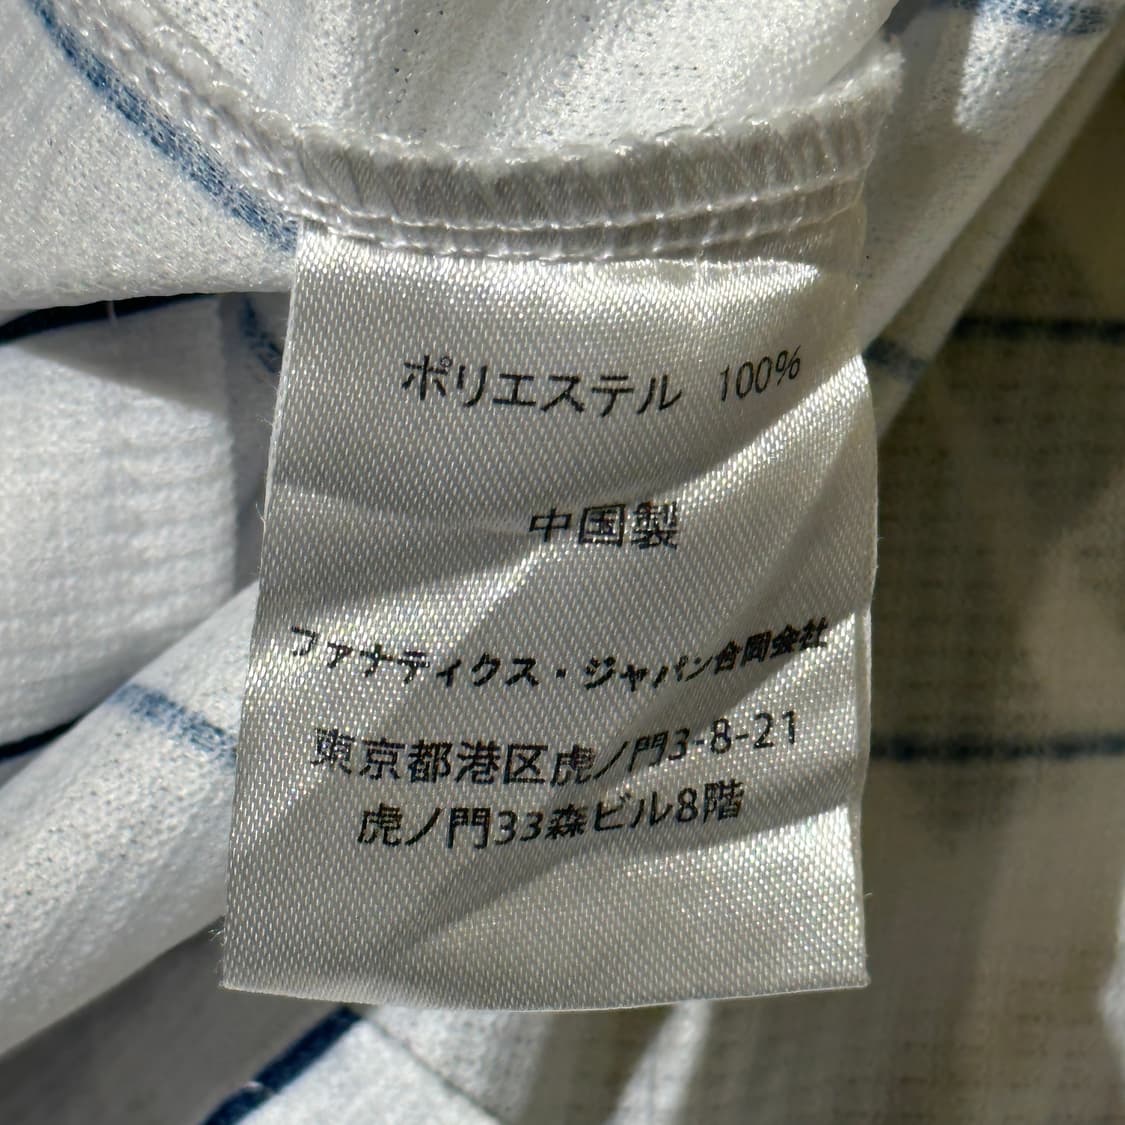 ポリエステル 100%
中国製
ファナティクス・ジャパン合同会社
東京都港区虎ノ門3-8-21
虎ノ門33森ビル8階